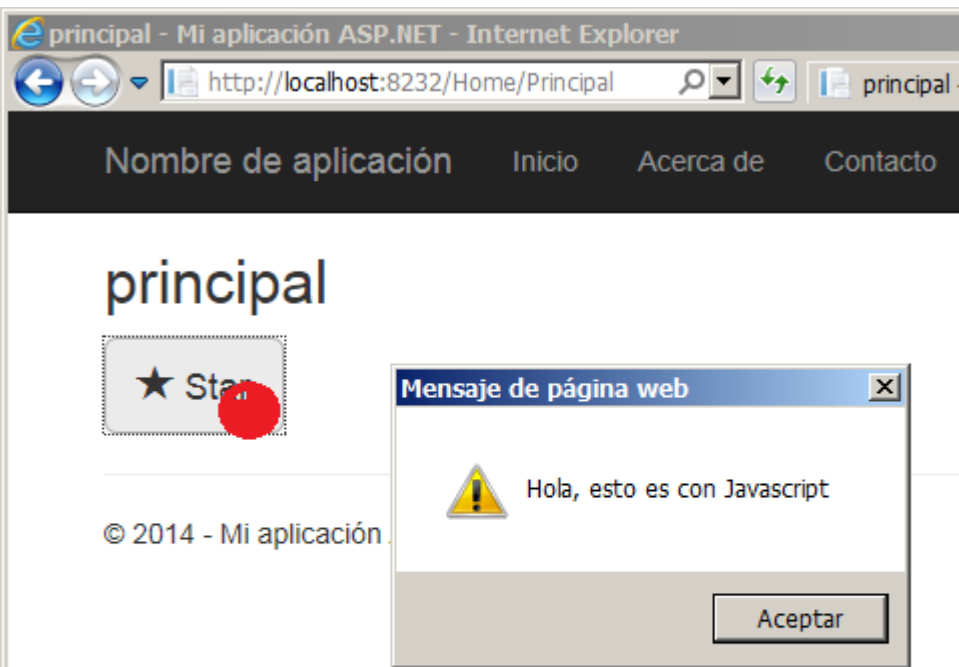 principal - Mi aplicación ASP.NET - Internet Explorer
http://localhost:8232/Home/Principal
principal -
Nombre de aplicación Inicio Acerca de Contacto
principal
Star
Mensaje de página web
Hola, esto es con Javascript
© 2014 - Mi aplicación
Aceptar